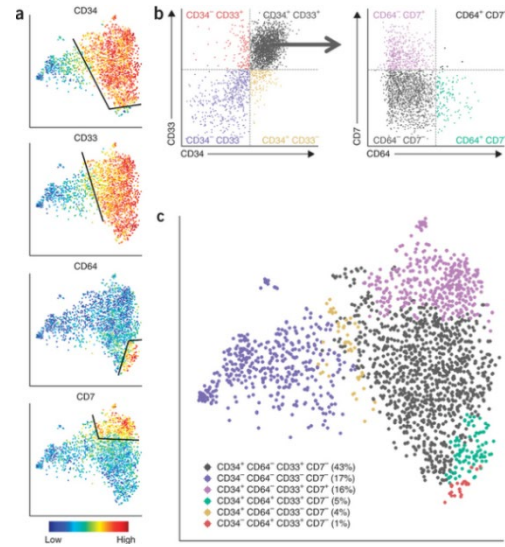 a
CD34
CD33
CD64
CD7
Low High
b
CD34⁻ CD33⁺ CD34⁺ CD33⁺
CD33
CD34⁻ CD33⁻ CD34⁺ CD33⁻
CD34
CD64⁻ CD7⁺ CD64⁺ CD7
CD7
CD64⁻ CD7⁻ CD64⁺ CD7
CD64
c
CD34⁺ CD64⁻ CD33⁺ CD7⁻ (43%)
CD34⁻ CD64⁻ CD33⁻ CD7⁻ (17%)
CD34⁺ CD64⁻ CD33⁺ CD7⁺ (16%)
CD34⁺ CD64⁺ CD33⁺ CD7⁻ (5%)
CD34⁺ CD64⁻ CD33⁻ CD7⁻ (4%)
CD34⁻ CD64⁺ CD33⁺ CD7⁻ (1%)